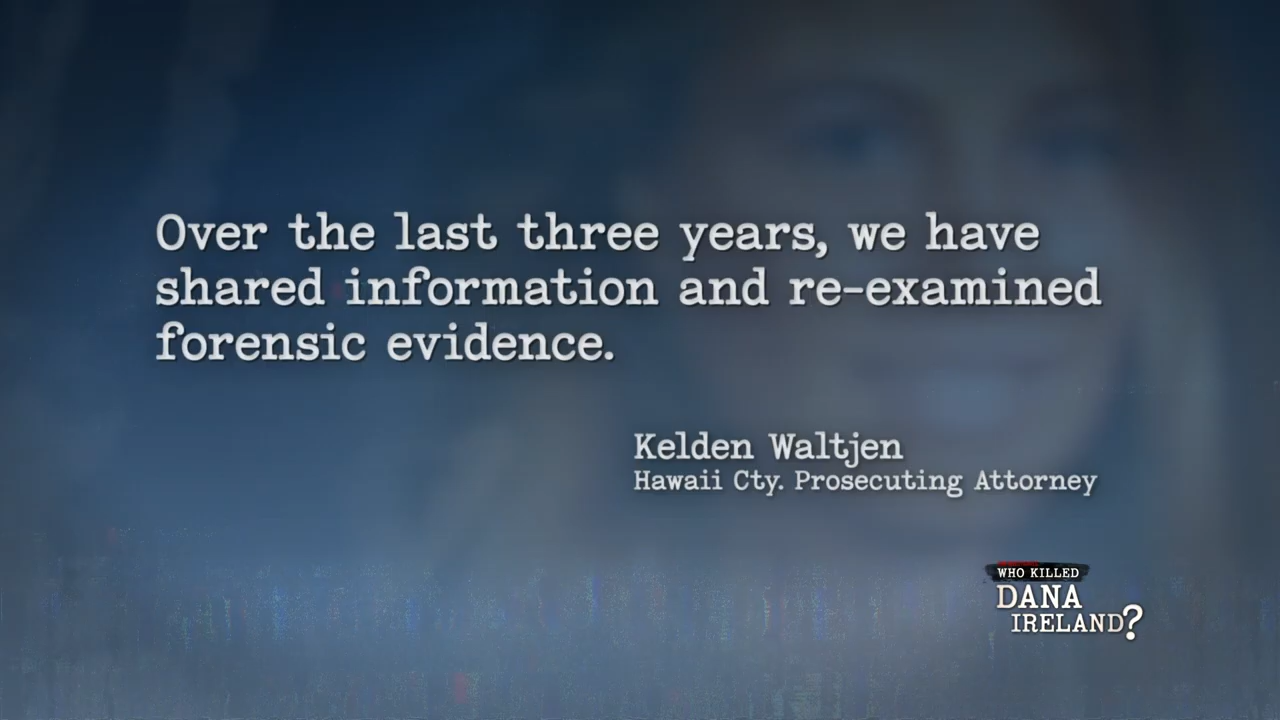 Over the last three years, we have
shared information and re-examined
forensic evidence.
Kelden Waltjen
Hawaii Cty. Prosecuting Attorney
WHO KILLED
DANA
IRELAND?